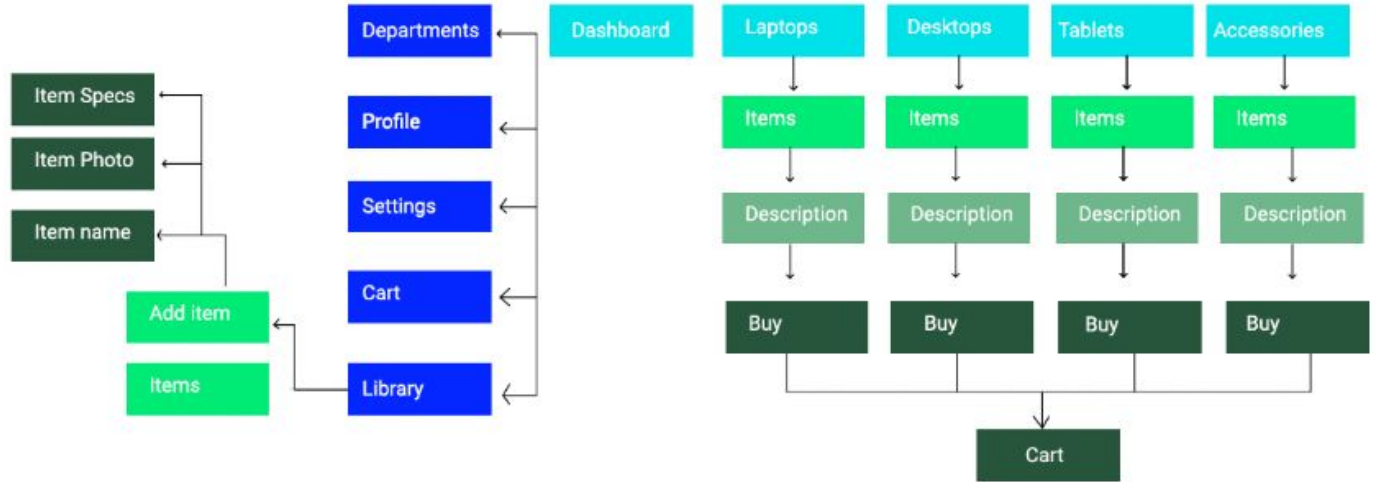 Departments
Dashboard
Laptops
Desktops
Tablets
Accessories
Item Specs
Profile
Items
Items
Items
Items
Item Photo
Settings
Description
Description
Description
Description
Item name
Cart
Add item
Buy
Buy
Buy
Buy
Items
Library
Cart